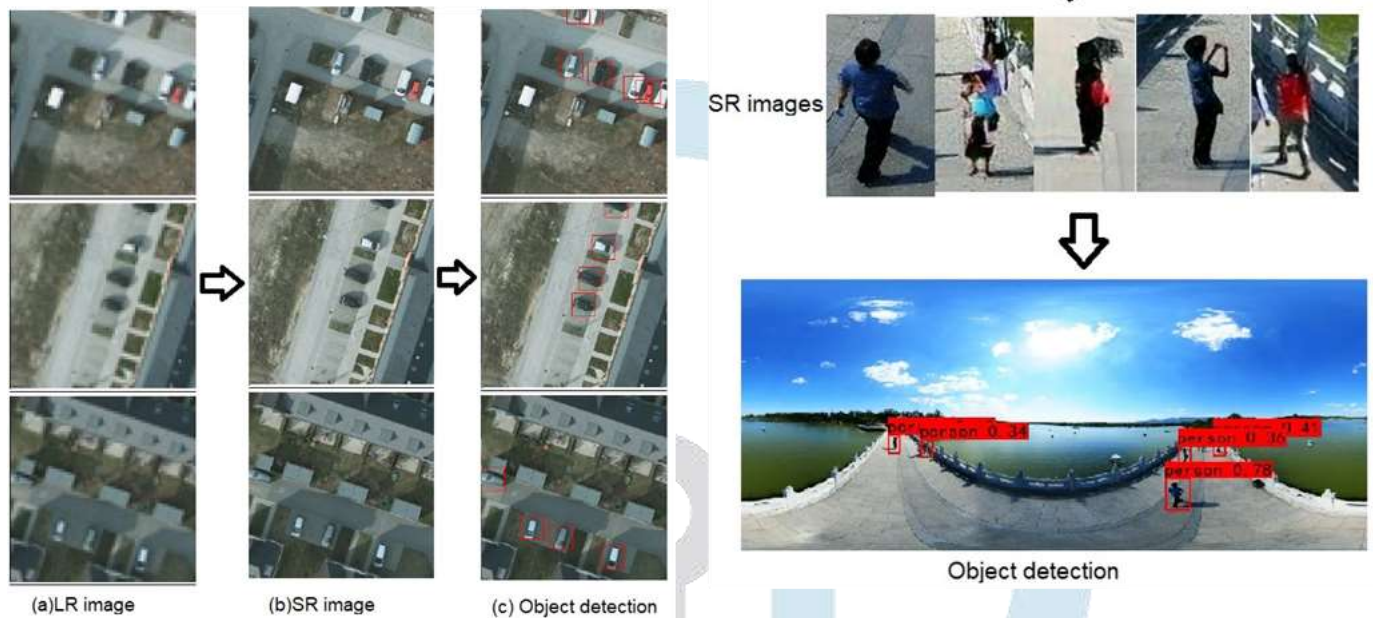 SR images
person 0.34
0.41
person 0.36
person 0.78
Object detection
(a)LR image
(b)SR image
(c) Object detection